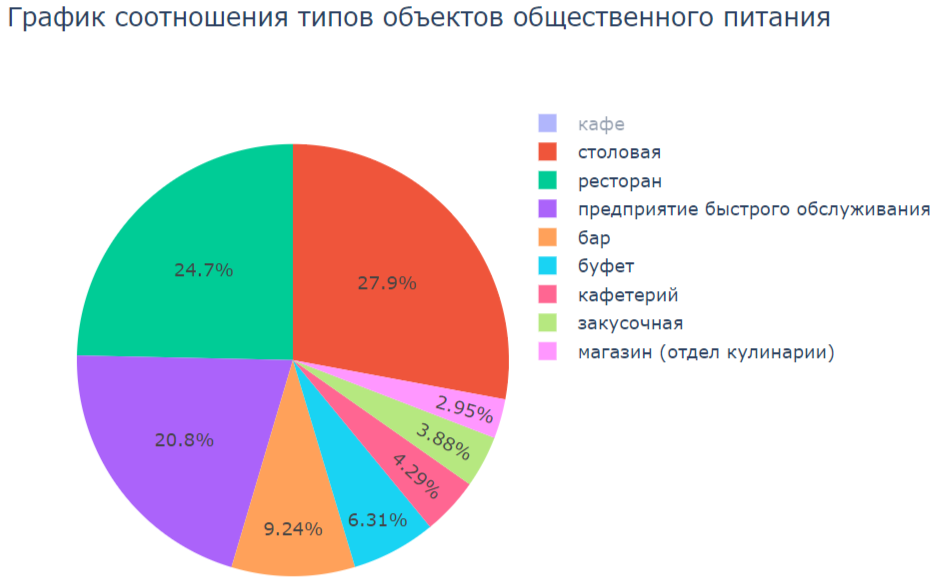 График соотношения типов объектов общественного питания
кафе
столовая
ресторан
предприятие быстрого обслуживания
бар
буфет
кафетерий
закусочная
магазин (отдел кулинарии)
24.7%
27.9%
2.95%
3.88%
20.8%
4.29%
6.31%
9.24%